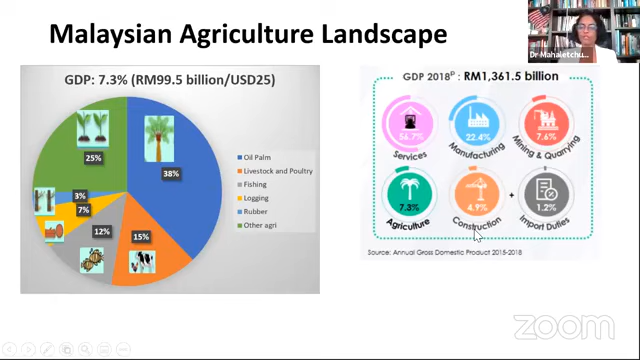 Malaysian Agriculture Landscape
Dr Mahaletchu...
GDP: 7.3% (RM99.5 billion/USD25)
25%
38%
3%
7%
12%
15%
Oil Palm
Livestock and Poultry
Fishing
Logging
Rubber
Other agri
GDP 2018ᵖ : RM1,361.5 billion
56.7%
Services
22.4%
Manufacturing
7.6%
Mining & Quarrying
7.3%
Agriculture
4.9%
Construction
+
1.2%
Import Duties
Source: Annual Gross Domestic Product 2015-2018
zoom